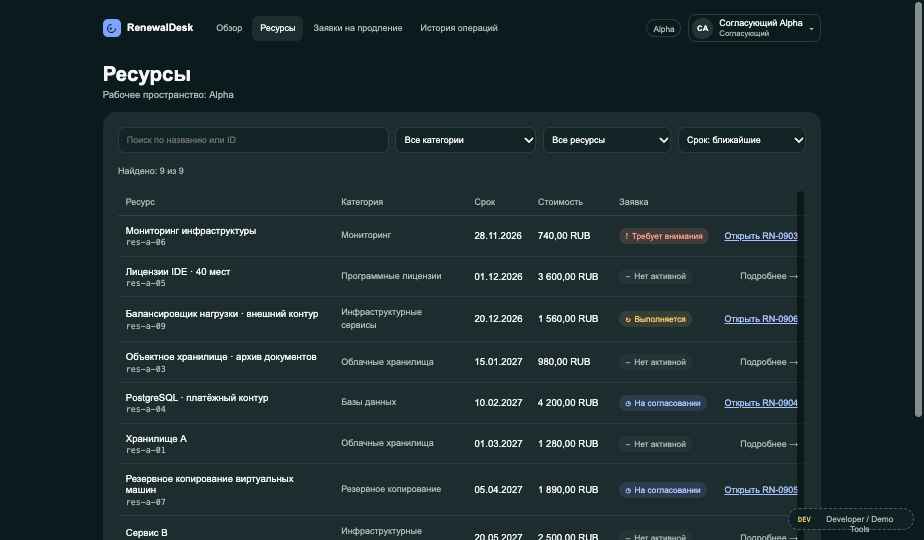 RenewalDesk Обзор Ресурсы Заявки на продление История операций Alpha CA Согласующий Alpha
Согласующий
Ресурсы
Рабочее пространство: Alpha
Поиск по названию или ID Все категории Все ресурсы Срок: ближайшие
Найдено: 9 из 9
Ресурс Категория Срок Стоимость Заявка
Мониторинг инфраструктуры
res-a-06
Мониторинг 28.11.2026 740,00 RUB ! Требует внимания Открыть RN-0903
Лицензии IDE · 40 мест
res-a-05
Программные лицензии 01.12.2026 3 600,00 RUB – Нет активной Подробнее →
Балансировщик нагрузки · внешний контур
res-a-09
Инфраструктурные
сервисы
20.12.2026 1 560,00 RUB ↻ Выполняется Открыть RN-0906
Объектное хранилище · архив документов
res-a-03
Облачные хранилища 15.01.2027 980,00 RUB – Нет активной Подробнее →
PostgreSQL · платёжный контур
res-a-04
Базы данных 10.02.2027 4 200,00 RUB ◷ На согласовании Открыть RN-0904
Хранилище A
res-a-01
Облачные хранилища 01.03.2027 1 280,00 RUB – Нет активной Подробнее →
Резервное копирование виртуальных
машин
res-a-07
Резервное копирование 05.04.2027 1 890,00 RUB ◷ На согласовании Открыть RN-0905
Сервис B
Инфраструктурные
20.05.2027 2 500,00 RUB – Нет активной Подробнее →
DEV Developer / Demo
Tools